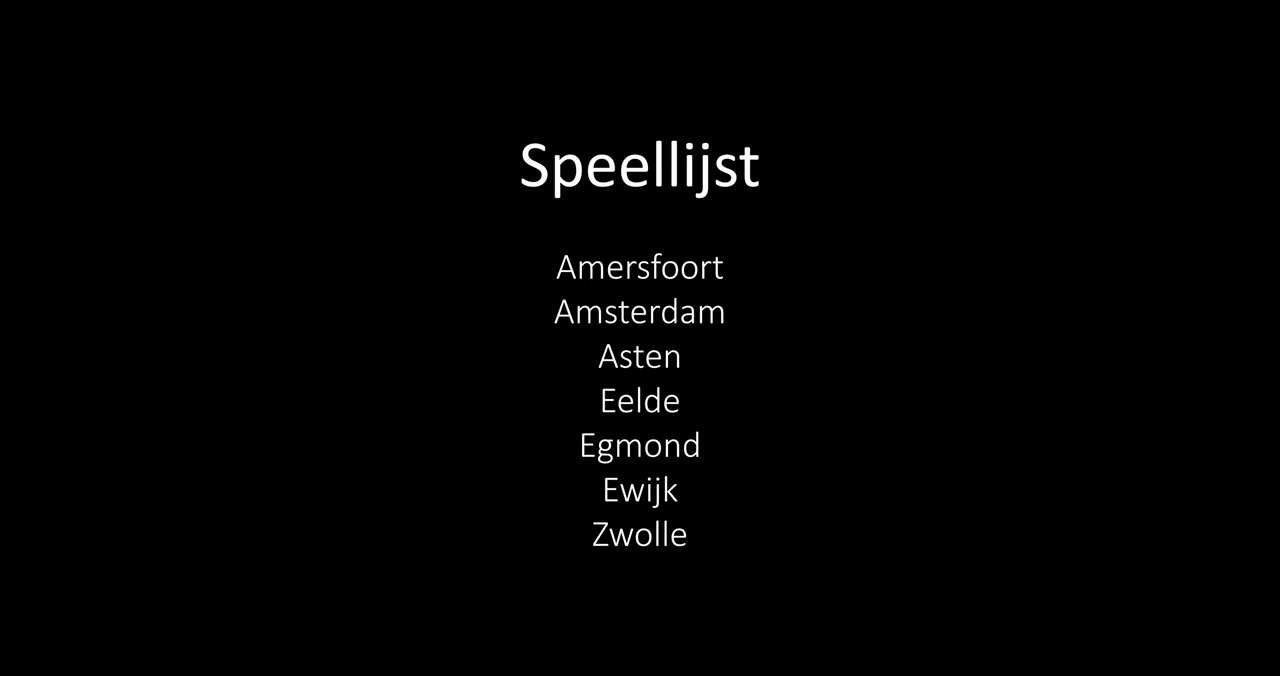 Speellijst
Amersfoort
Amsterdam
Asten
Eelde
Egmond
Ewijk
Zwolle